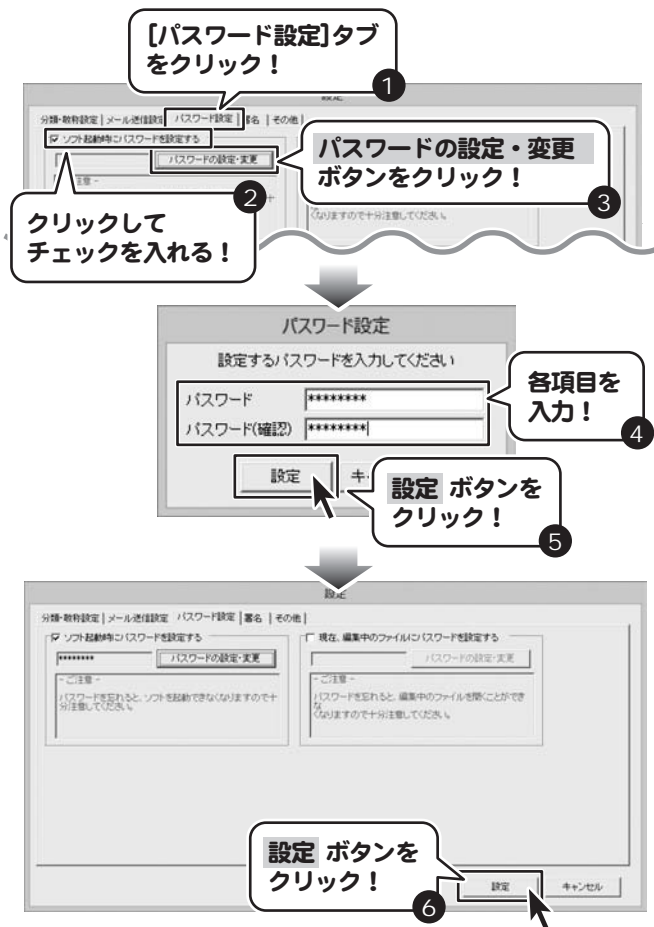 [パスワード設定]タブ
をクリック！
1
分類・敬称設定 メール送信設定 パスワード設定 署名 その他
ソフト起動時にパスワードを設定する
パスワードの設定・変更
2
パスワードの設定・変更
ボタンをクリック！
3
くなりますので十分注意してください。
クリックして
チェックを入れる！
パスワード設定
設定するパスワードを入力してください
パスワード ********
パスワード(確認) ********
各項目を
入力！
4
設定 キ
設定 ボタンを
クリック！
5
設定
分類・敬称設定 メール送信設定 パスワード設定 署名 その他
ソフト起動時にパスワードを設定する
******** パスワードの設定・変更
- ご注意 -
パスワードを忘れると、ソフトを起動できなくなりますので十
分注意してください。
現在、編集中のファイルにパスワードを設定する
パスワードの設定・変更
- ご注意 -
パスワードを忘れると、編集中のファイルを開くことができ
な
くなりますので十分注意してください。
設定 ボタンを
クリック！
6
設定 キャンセル